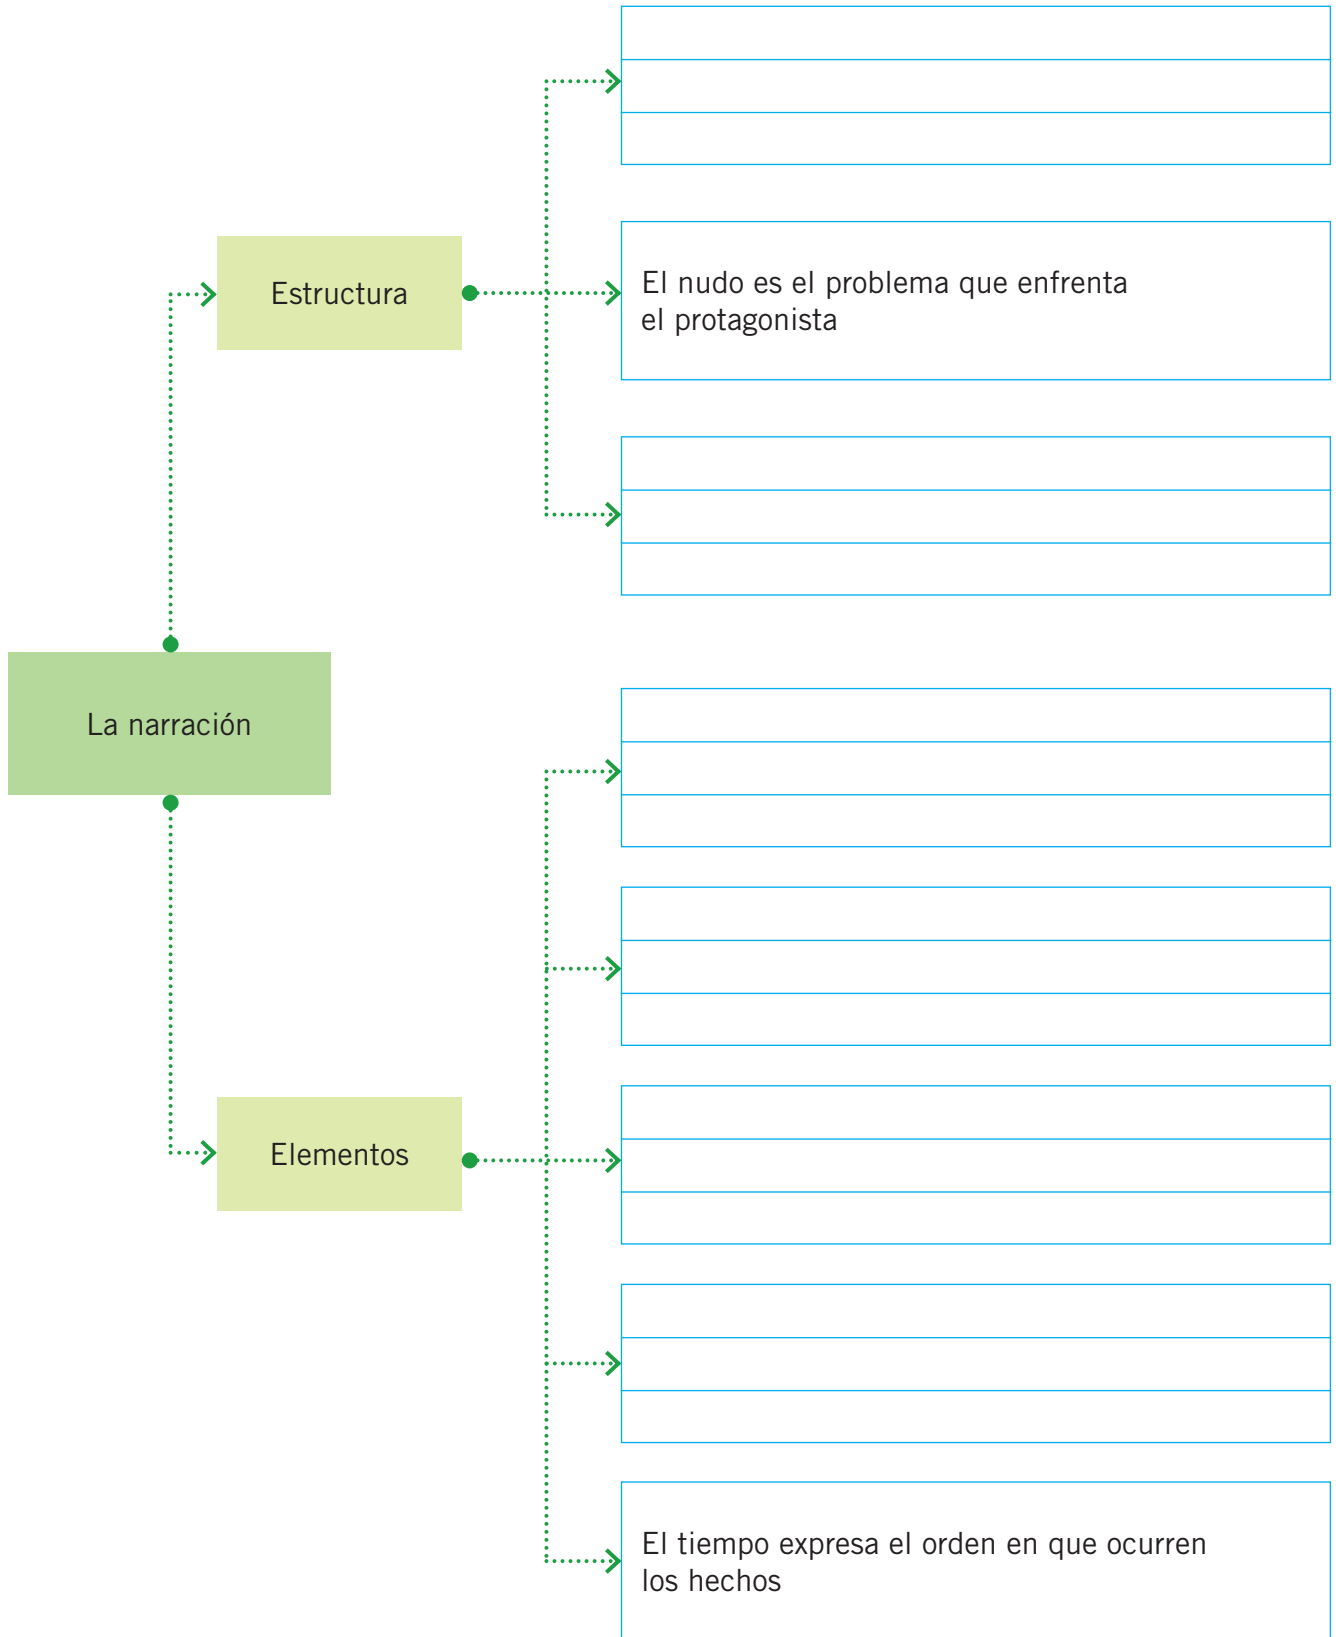 Estructura
El nudo es el problema que enfrenta
el protagonista
La narración
Elementos
El tiempo expresa el orden en que ocurren
los hechos